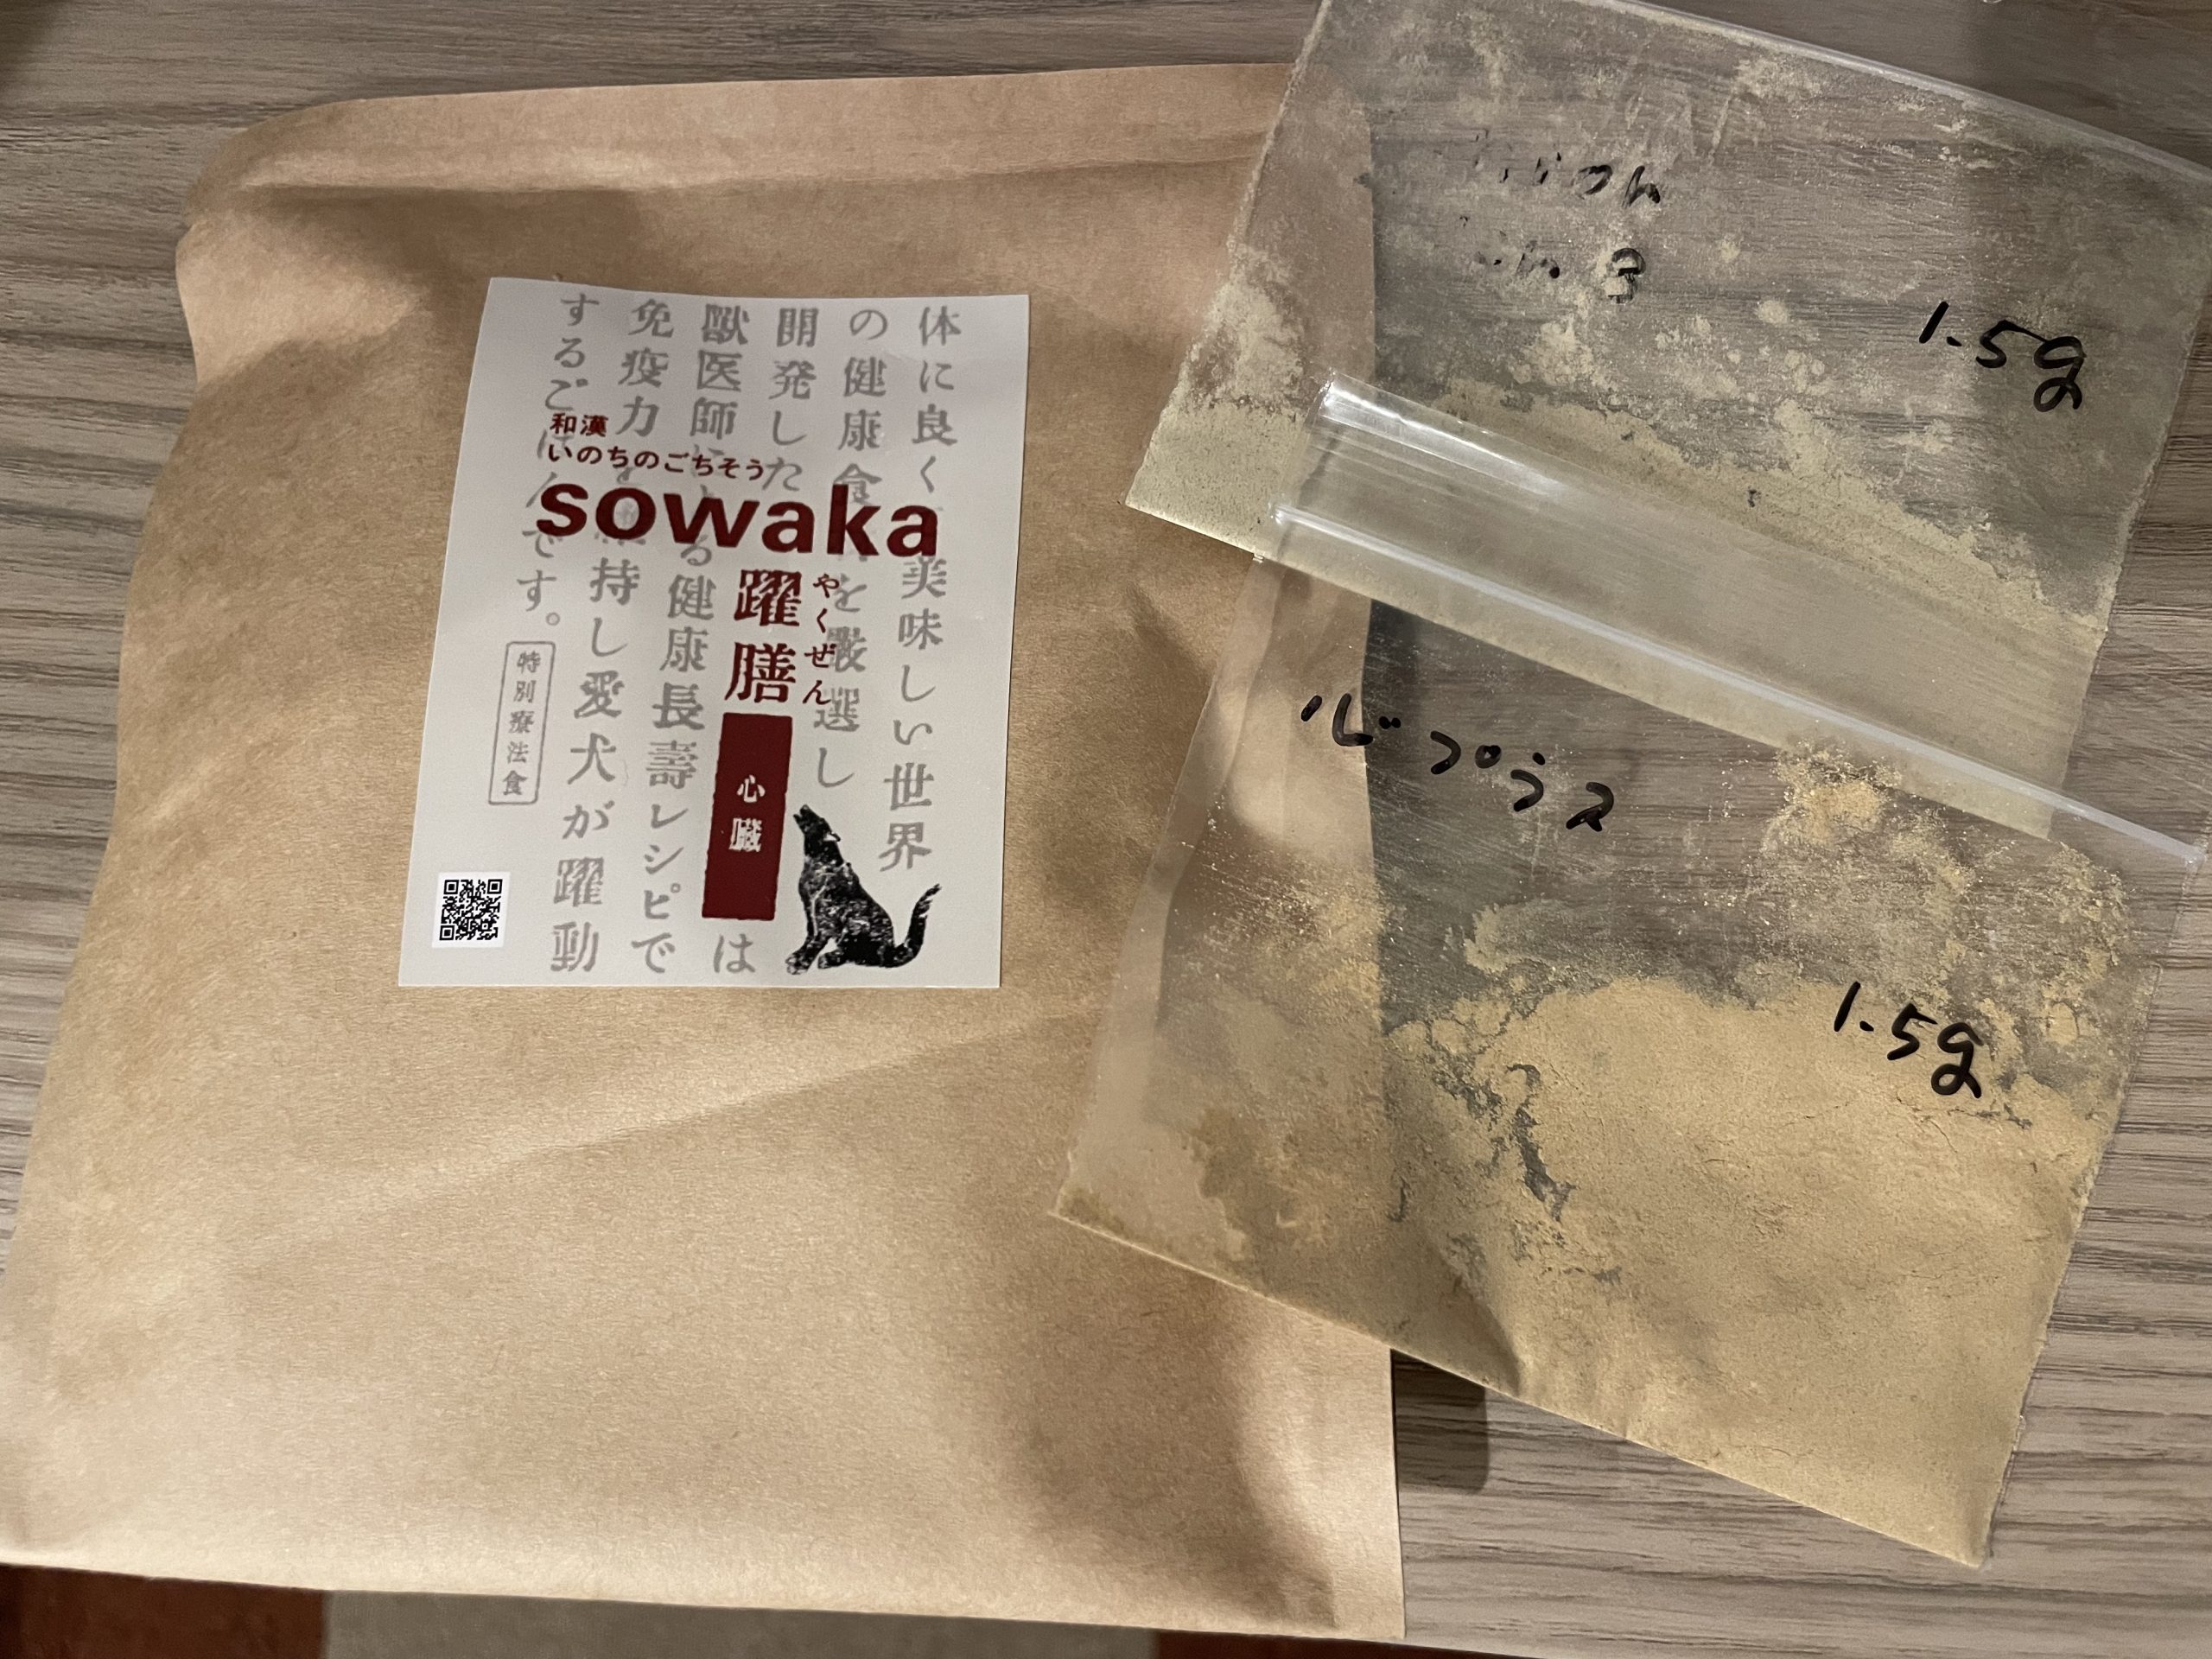 体に良く美味しい世界
の健康食材を厳選し
開発した
獣医師による健康長寿レシピでは
免疫力を維持し愛犬が躍動
するごはんです。
和漢
いのちのごちそう
sowaka
躍膳
やくぜん
心臓
特別療法食
1.5g
心プラス
1.5g